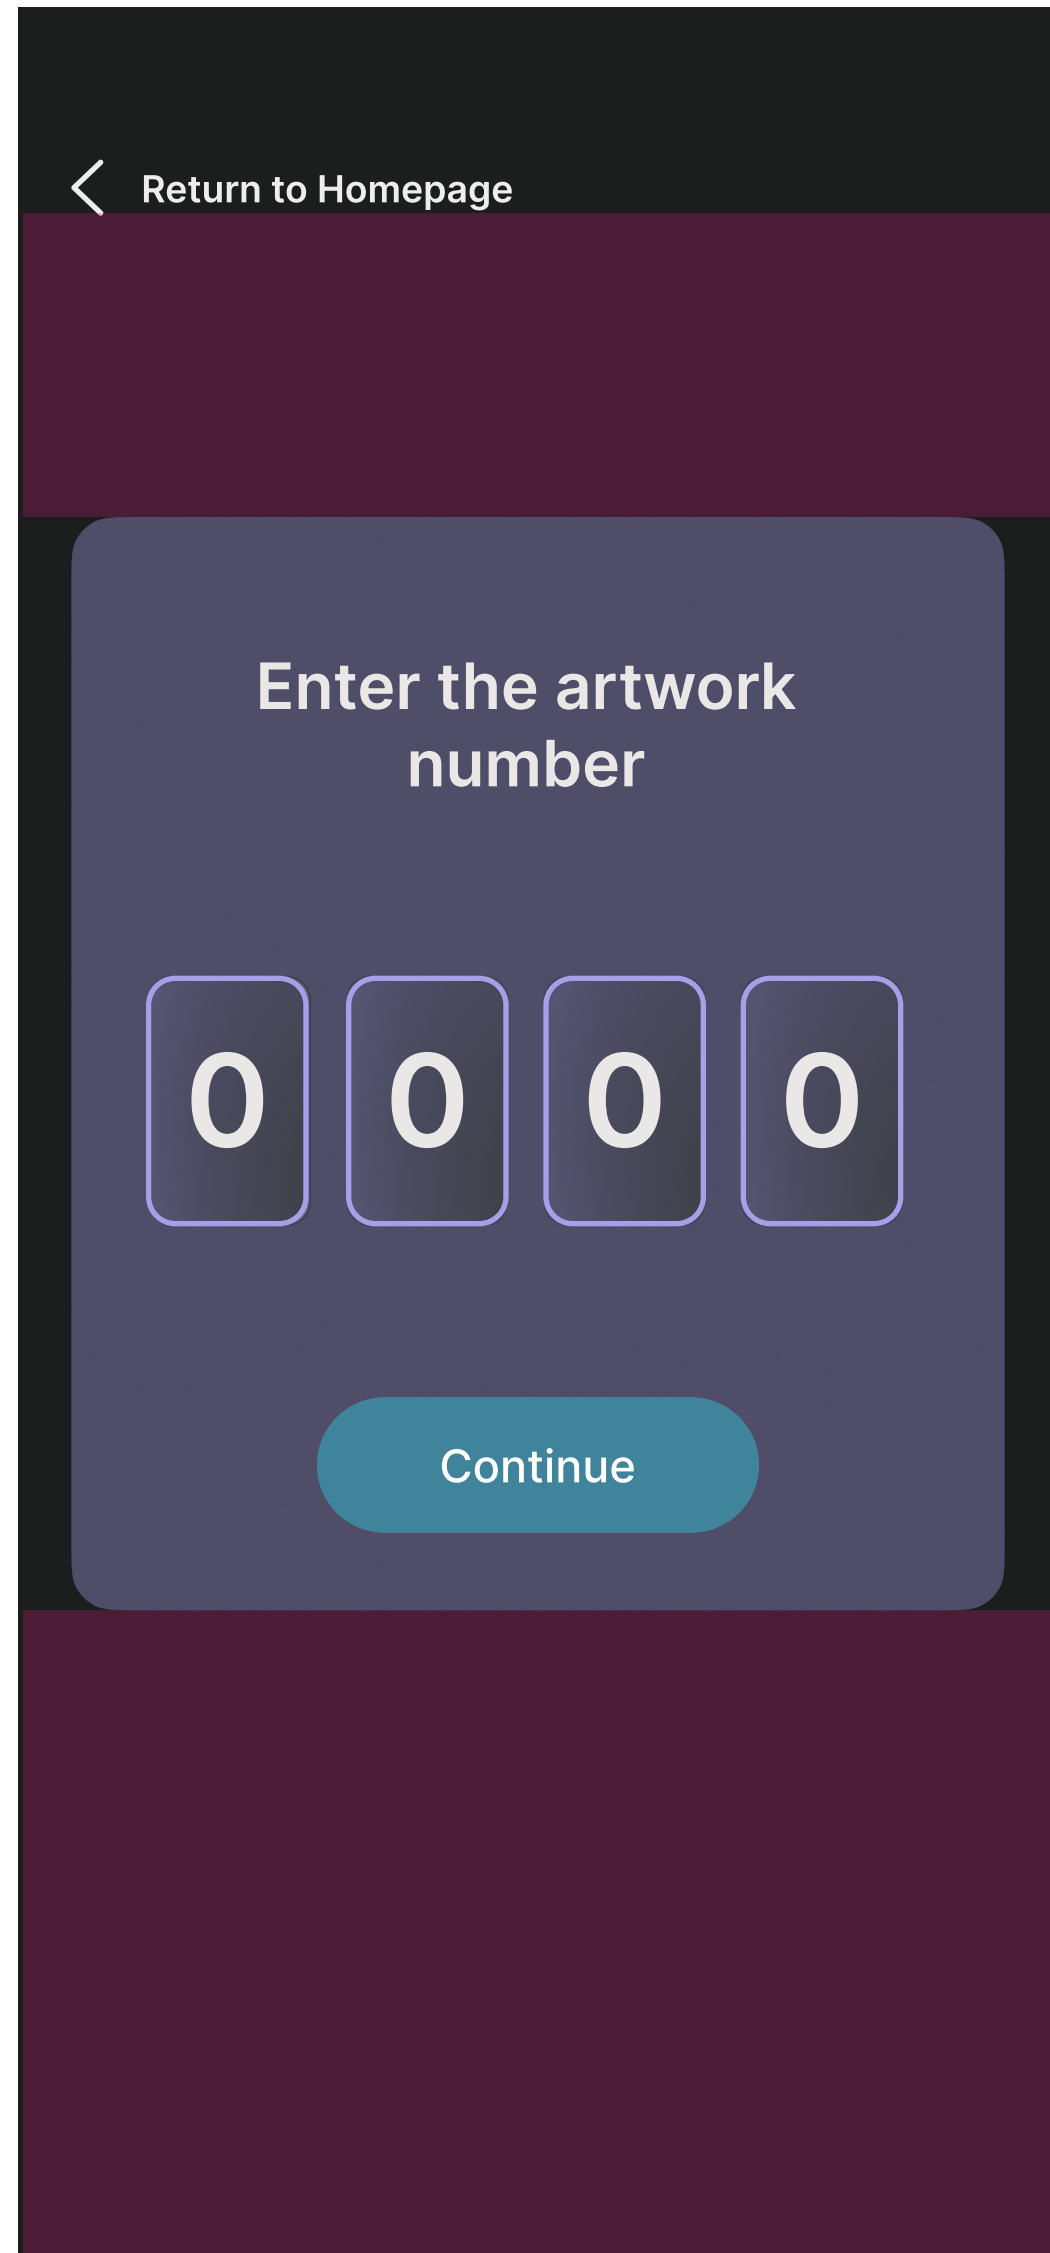 Return to Homepage
Enter the artwork
number
0 0 0 0
Continue